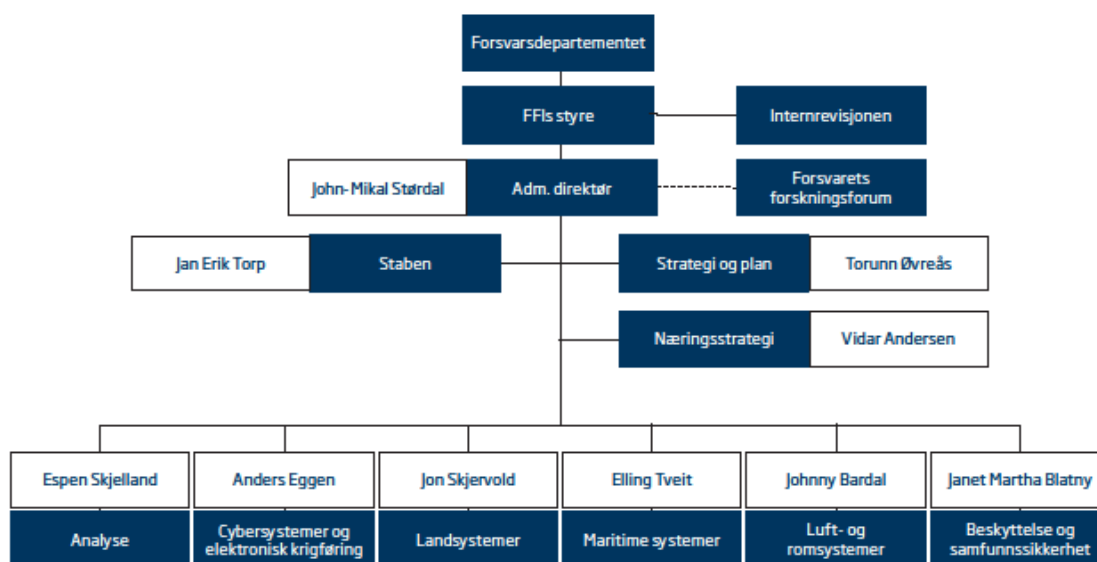 Forsvarsdepartementet
FFIs styre
Internrevisjonen
John-Mikal Størdal
Adm. direktør
Forsvarets
forskningsforum
Jan Erik Torp
Staben
Strategi og plan
Torunn Øvreås
Næringsstrategi
Vidar Andersen
Espen Skjelland
Anders Eggen
Jon Skjervold
Elling Tveit
Johnny Bardal
Janet Martha Blatny
Analyse
Cybersystemer og
elektronisk krigføring
Landsystemer
Maritime systemer
Luft- og
romsystemer
Beskyttelse og
samfunnssikkerhet